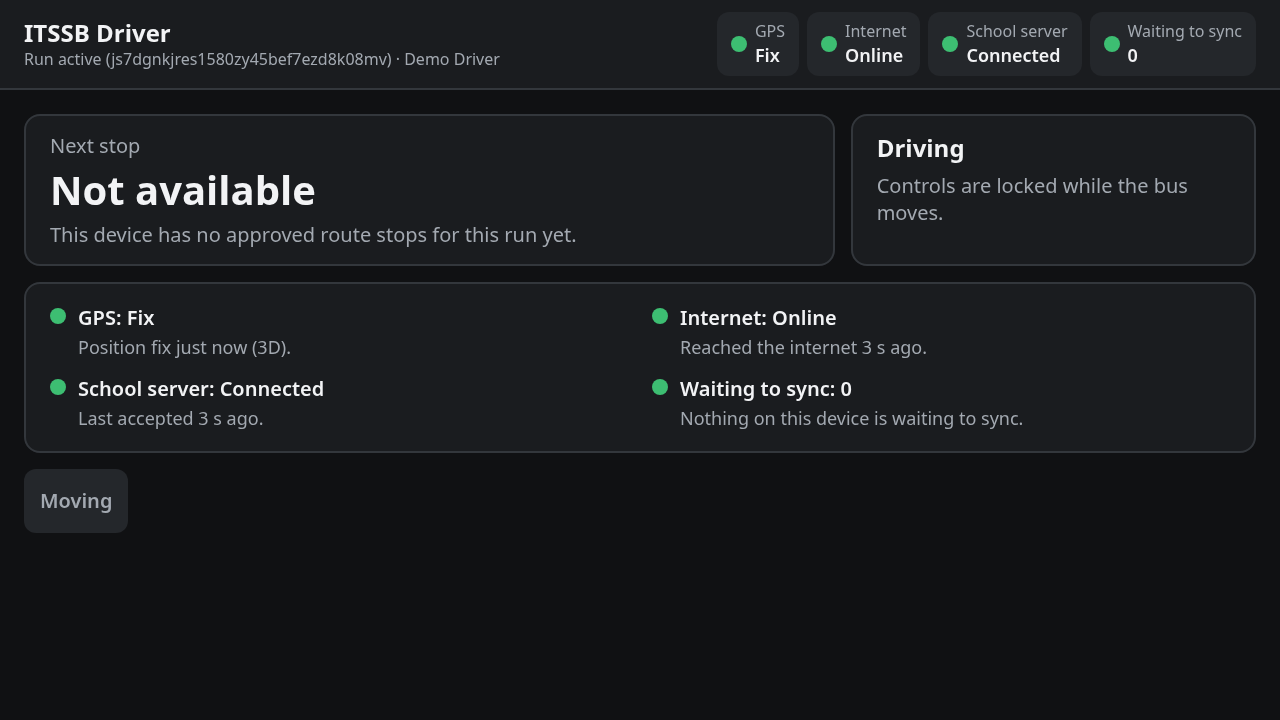 ITSSB Driver
Run active (js7dgnkjres1580zy45bef7ezd8k08mv) · Demo Driver
GPS
Fix
Internet
Online
School server
Connected
Waiting to sync
0
Next stop
Not available
This device has no approved route stops for this run yet.
Driving
Controls are locked while the bus
moves.
GPS: Fix
Position fix just now (3D).
Internet: Online
Reached the internet 3 s ago.
School server: Connected
Last accepted 3 s ago.
Waiting to sync: 0
Nothing on this device is waiting to sync.
Moving